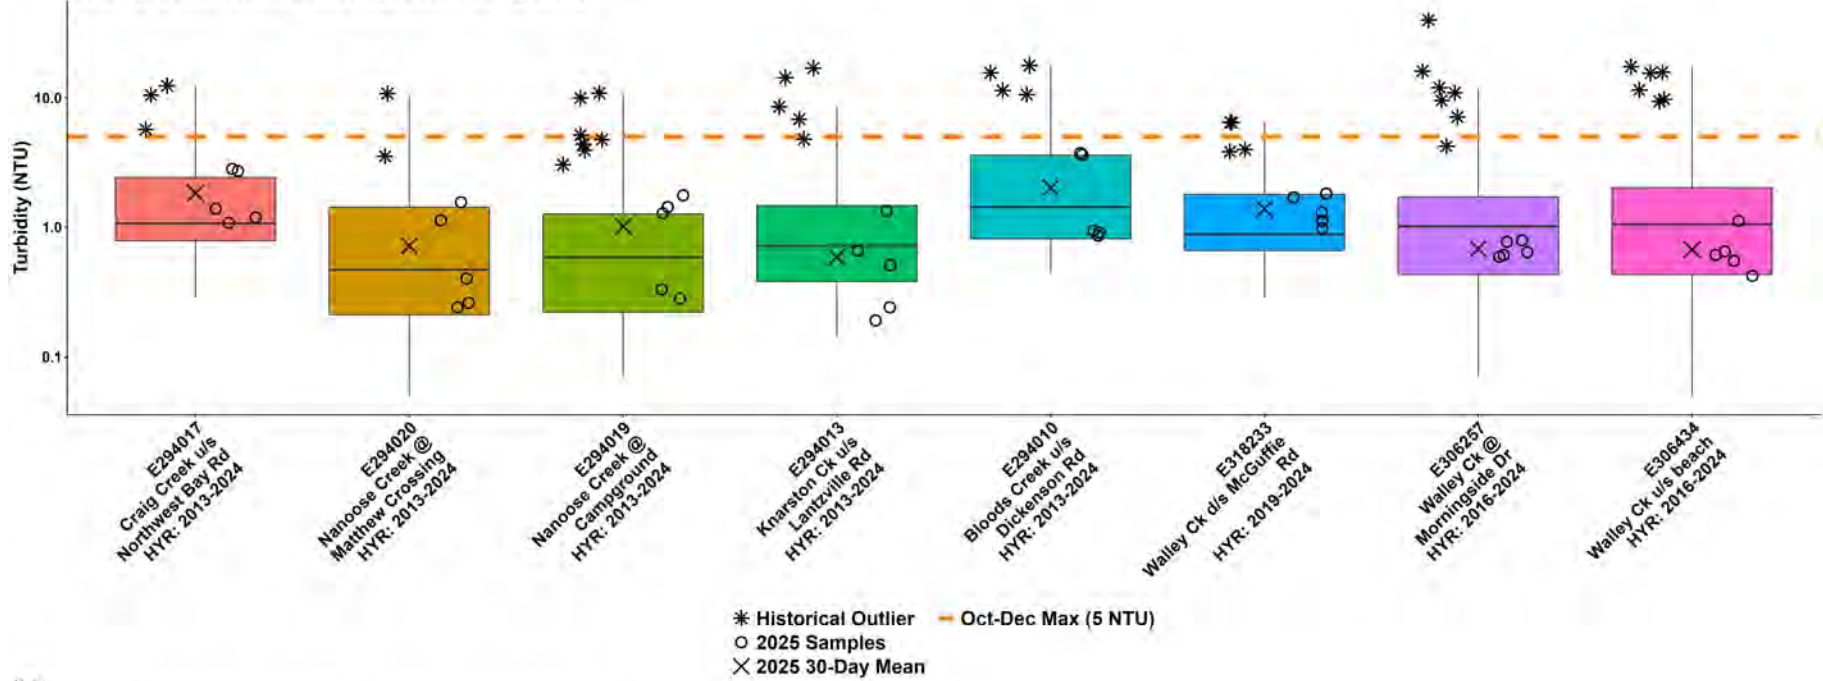 Turbidity (NTU)
10.0
1.0
0.1
E294017
Craig Creek u/s
Northwest Bay Rd
HYR: 2013-2024
E294020
Nanoose Creek @
Matthew Crossing
HYR: 2013-2024
E294019
Nanoose Creek @
Campground
HYR: 2013-2024
E294013
Knarston Ck u/s
Lantzville Rd
HYR: 2013-2024
E294010
Bloods Creek u/s
Dickenson Rd
HYR: 2013-2024
E318233
Walley Ck d/s McGuffie
Rd
HYR: 2019-2024
E306257
Walley Ck @
Morningside Dr
HYR: 2016-2024
E306434
Walley Ck u/s beach
HYR: 2016-2024
Historical Outlier
Oct-Dec Max (5 NTU)
2025 Samples
2025 30-Day Mean